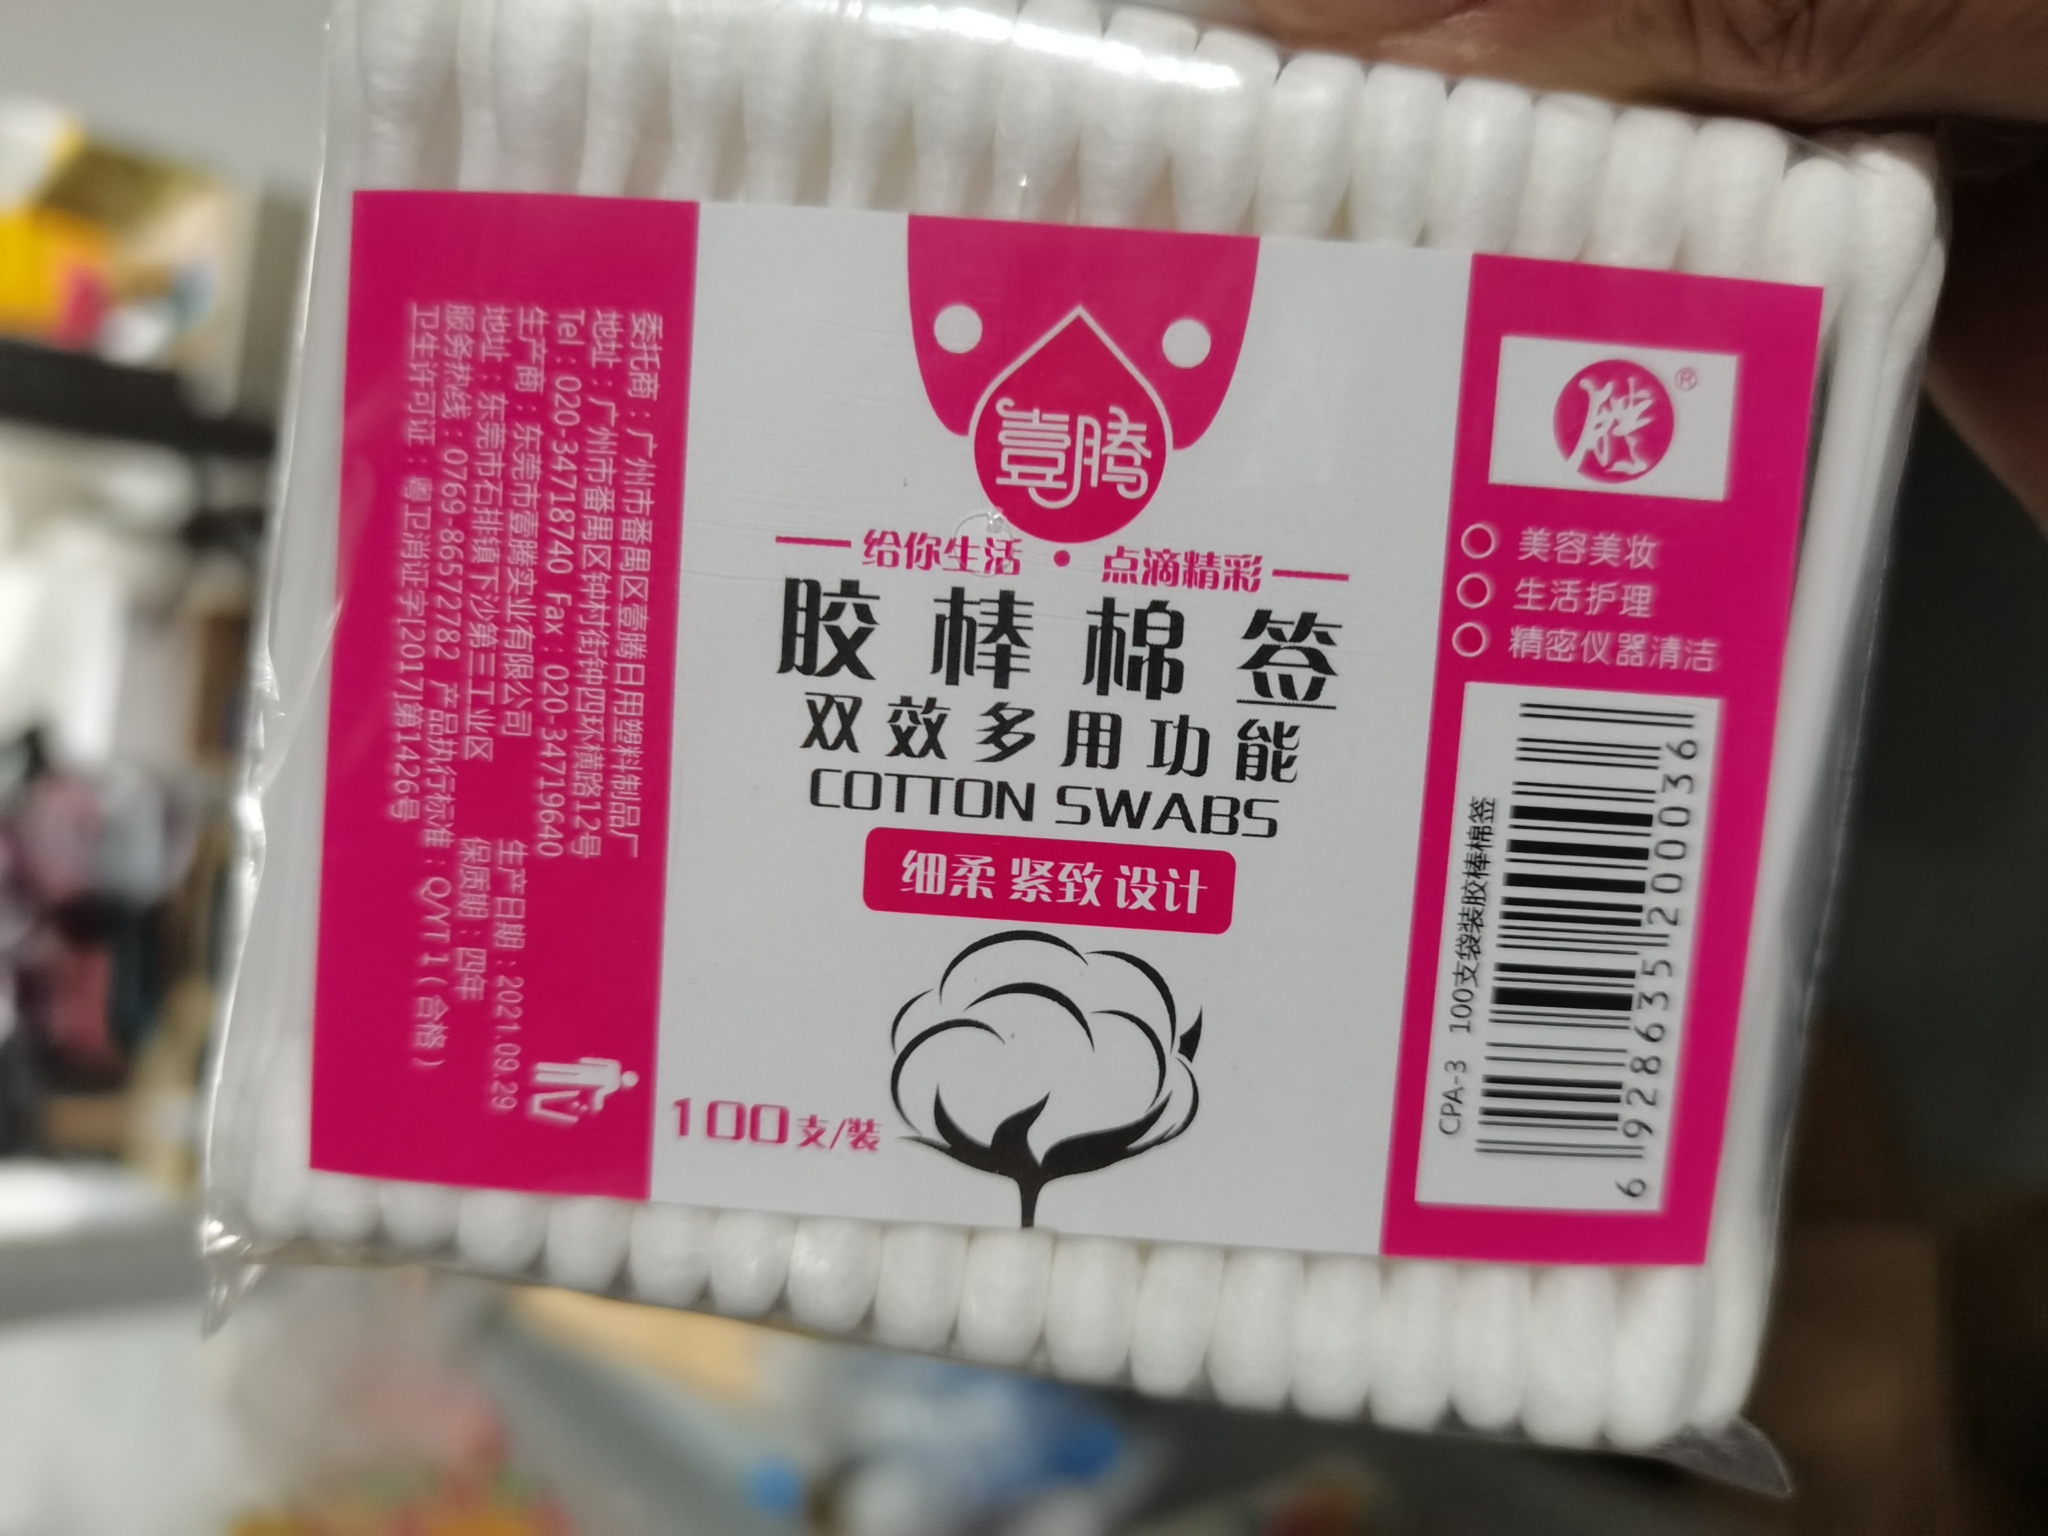 委托商：广州市番禺区壹腾日用塑料制品厂
地址：广州市番禺区钟村街钟四环横路12号
Tel：020-34718740 Fax：020-34719640
生产商：东莞市壹腾实业有限公司
地址：东莞市石排镇下沙第三工业区
服务热线：0769-86572782 产品执行标准：Q/YT 1（合格）
卫生许可证：粤卫消证字[2017]第1426号
生产日期：2021.09.29
保质期：四年
壹腾
给你生活·点滴精彩
胶棒棉签
双效多用功能
COTTON SWABS
细柔 紧致 设计
100支/装
®
美容美妆
生活护理
精密仪器清洁
CPA-3 100支袋装胶棒棉签
6 928635 200036